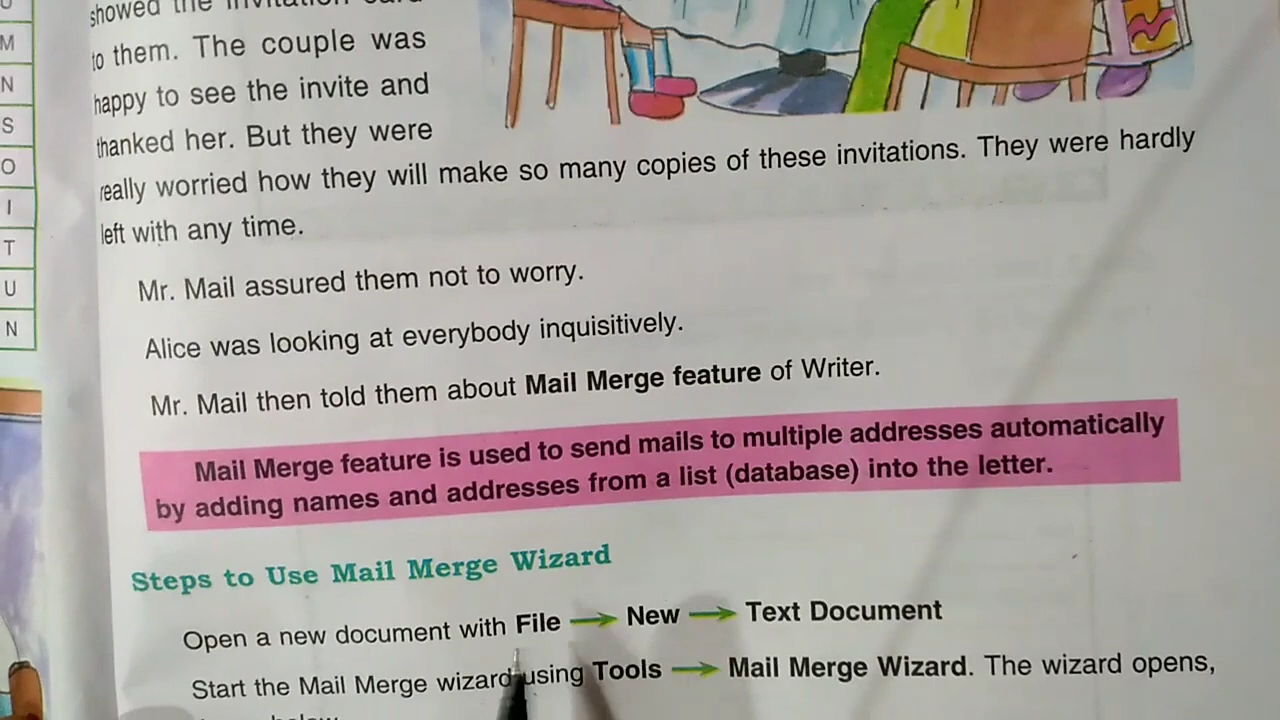 showed the invitation card
to them. The couple was
happy to see the invite and
thanked her. But they were
really worried how they will make so many copies of these invitations. They were hardly
left with any time.
Mr. Mail assured them not to worry.
Alice was looking at everybody inquisitively.
Mr. Mail then told them about Mail Merge feature of Writer.
Mail Merge feature is used to send mails to multiple addresses automatically
by adding names and addresses from a list (database) into the letter.
Steps to Use Mail Merge Wizard
Open a new document with File → New → Text Document
Start the Mail Merge wizard using Tools → Mail Merge Wizard. The wizard opens,
below
M
N
S
O
I
T
U
N